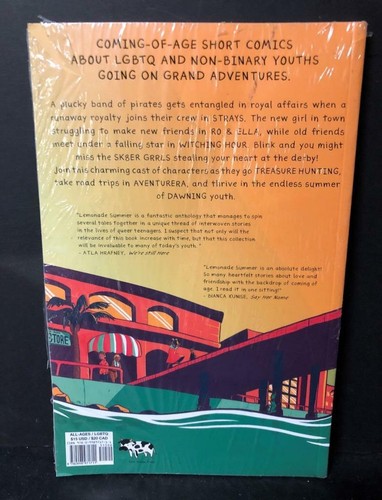 COMING-OF-AGE SHORT COMICS
ABOUT LGBTQ AND NON-BINARY YOUTHS
GOING ON GRAND ADVENTURES.
A plucky band of pirates gets entangled in royal affairs when a
runaway royalty joins their crew in STRAYS. The new girl in town
struggling to make new friends in RO & ELLA, while old friends
meet under a falling star in WITCHING HOUR. Blink and you might
miss the SK8ER GRRLS stealing your heart at the derby!
Join this charming cast of characters as they go TREASURE HUNTING,
take road trips in AVENTURERA, and thrive in the endless summer
of DAWNING youth.
"Lemonade Summer is a fantastic anthology that manages to spin
several tales together in a unique thread of interwoven stories
in the lives of queer teenagers. I suspect that not only will the
relevance of this book increase with time, but that this collection
will be invaluable to many of today's youth."
- ATLA HRAFNEY, We're Still Here
"Lemonade Summer is an absolute delight!
So many heartfelt stories about love and
friendship with the backdrop of coming of
age, I read it in one sitting!"
STORE
ALL-AGES / LGBTQ
$15 USD / $20 CAD